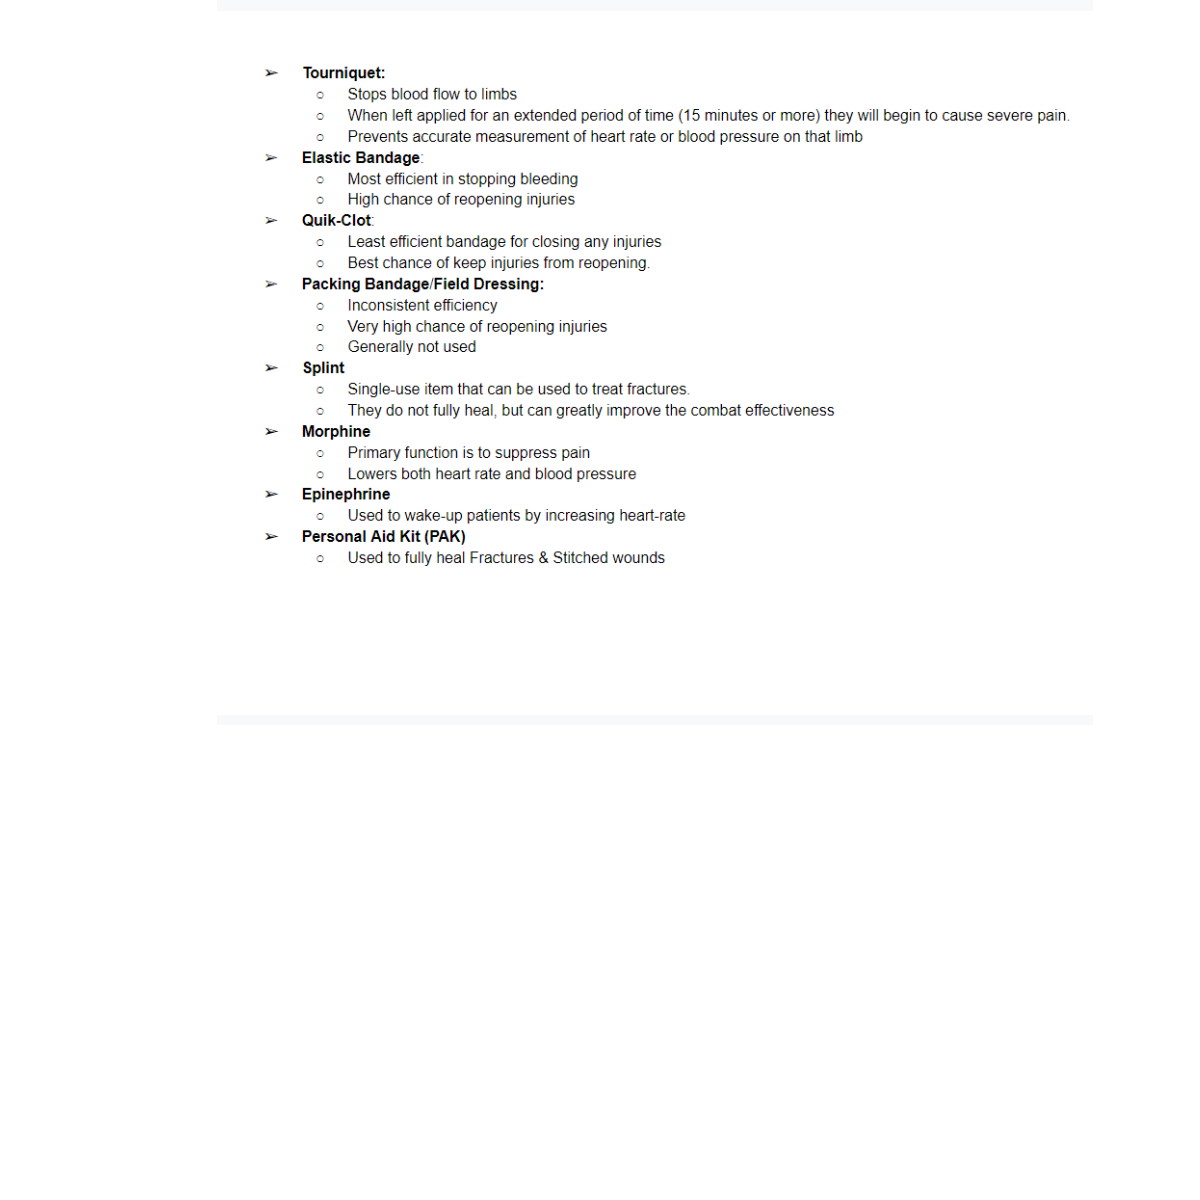 ➢ Tourniquet:
○ Stops blood flow to limbs
○ When left applied for an extended period of time (15 minutes or more) they will begin to cause severe pain.
○ Prevents accurate measurement of heart rate or blood pressure on that limb
➢ Elastic Bandage:
○ Most efficient in stopping bleeding
○ High chance of reopening injuries
➢ Quik-Clot:
○ Least efficient bandage for closing any injuries
○ Best chance of keep injuries from reopening.
➢ Packing Bandage/Field Dressing:
○ Inconsistent efficiency
○ Very high chance of reopening injuries
○ Generally not used
➢ Splint
○ Single-use item that can be used to treat fractures.
○ They do not fully heal, but can greatly improve the combat effectiveness
➢ Morphine
○ Primary function is to suppress pain
○ Lowers both heart rate and blood pressure
➢ Epinephrine
○ Used to wake-up patients by increasing heart-rate
➢ Personal Aid Kit (PAK)
○ Used to fully heal Fractures & Stitched wounds